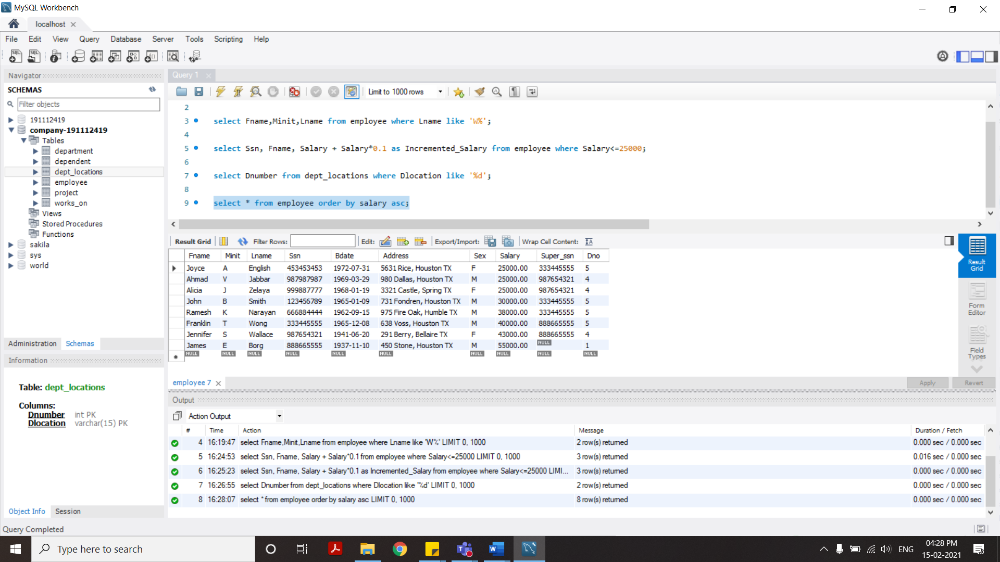 MySQL Workbench
localhost
File Edit View Query Database Server Tools Scripting Help
Navigator
SCHEMAS
Filter objects
191112419
company-191112419
Tables
department
dependent
dept_locations
employee
project
works_on
Views
Stored Procedures
Functions
sakila
sys
world
Administration Schemas
Information
Table: dept_locations
Columns:
Dnumber int PK
Dlocation varchar(15) PK
Object Info Session
Query 1
Limit to 1000 rows
2
3 select Fname,Minit,Lname from employee where Lname like 'W%';
4
5 select Ssn, Fname, Salary + Salary*0.1 as Incremented_Salary from employee where Salary<=25000;
6
7 select Dnumber from dept_locations where Dlocation like '%d';
8
9 select * from employee order by salary asc;
Result Grid Filter Rows: Edit: Export/Import: Wrap Cell Content:
Fname Minit Lname Ssn Bdate Address Sex Salary Super_ssn Dno
Joyce A English 453453453 1972-07-31 5631 Rice, Houston TX F 25000.00 333445555 5
Ahmad V Jabbar 987987987 1969-03-29 980 Dallas, Houston TX M 25000.00 987654321 4
Alicia J Zelaya 999887777 1968-01-19 3321 Castle, Spring TX F 25000.00 987654321 4
John B Smith 123456789 1965-01-09 731 Fondren, Houston TX M 30000.00 333445555 5
Ramesh K Narayan 666884444 1962-09-15 975 Fire Oak, Humble TX M 38000.00 333445555 5
Franklin T Wong 333445555 1965-12-08 638 Voss, Houston TX M 40000.00 888665555 5
Jennifer S Wallace 987654321 1941-06-20 291 Berry, Bellaire TX F 43000.00 888665555 4
James E Borg 888665555 1937-11-10 450 Stone, Houston TX M 55000.00 NULL 1
NULL NULL NULL NULL NULL NULL NULL NULL NULL NULL
Result
Grid
Form
Editor
Field
Types
employee 7
Apply Revert
Output
Action Output
# Time Action Message Duration / Fetch
4 16:19:47 select Fname,Minit,Lname from employee where Lname like 'W%' LIMIT 0, 1000 2 row(s) returned 0.000 sec / 0.000 sec
5 16:24:53 select Ssn, Fname, Salary + Salary*0.1 from employee where Salary<=25000 LIMIT 0, 1000 3 row(s) returned 0.016 sec / 0.000 sec
6 16:25:23 select Ssn, Fname, Salary + Salary*0.1 as Incremented_Salary from employee where Salary<=25000 LIMI... 3 row(s) returned 0.000 sec / 0.000 sec
7 16:26:55 select Dnumber from dept_locations where Dlocation like '%d' LIMIT 0, 1000 2 row(s) returned 0.000 sec / 0.000 sec
8 16:28:07 select * from employee order by salary asc LIMIT 0, 1000 8 row(s) returned 0.000 sec / 0.000 sec
Query Completed
Type here to search
ENG
04:28 PM
15-02-2021